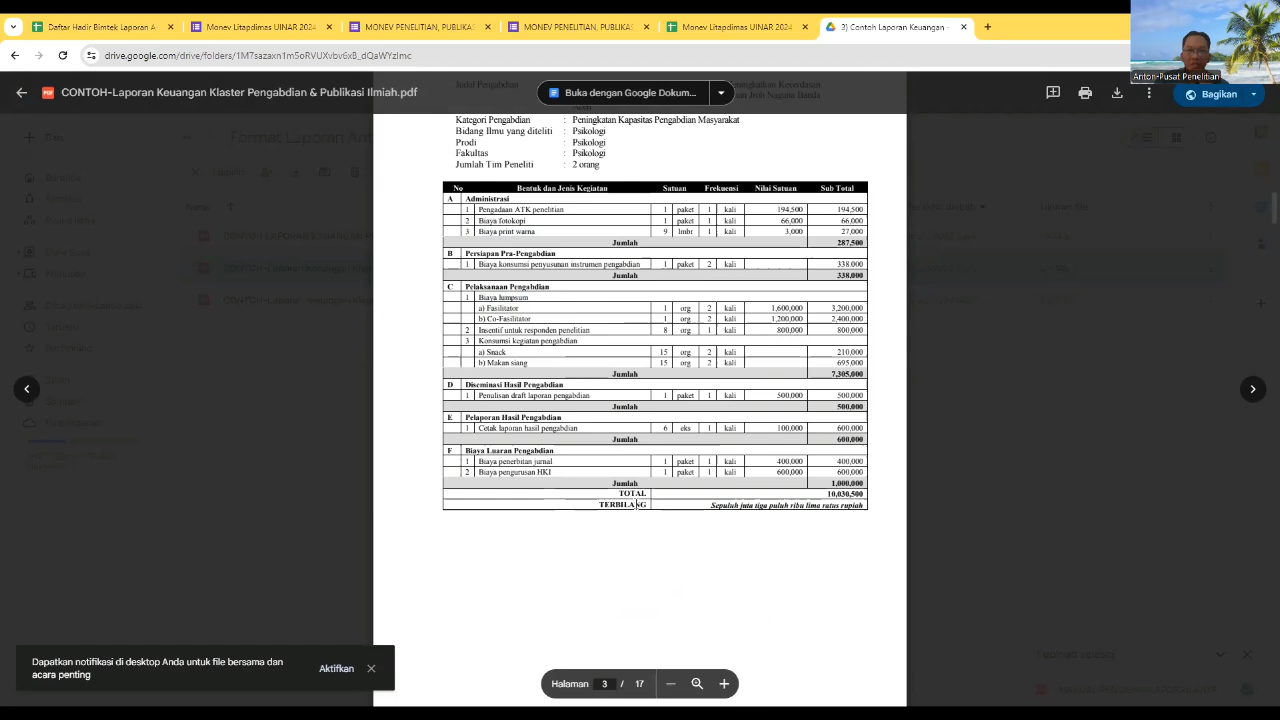 Daftar Hadir Bimtek Laporan A
Monev Litapdimas UINAR 2024
MONEV PENELITIAN, PUBLIKAS
MONEV PENELITIAN, PUBLIKAS
Monev Litapdimas UINAR 2024
3) Contoh Laporan Keuangan -
drive.google.com/drive/folders/
Anton-Pusat Penelitian
CONTOH-Laporan Keuangan Klaster Pengabdian & Publikasi Ilmiah.pdf
Buka dengan Google Dokum...
Bagikan
Judul Pengabdian
Kategori Pengabdian : Peningkatan Kapasitas Pengabdian Masyarakat
Bidang Ilmu yang diteliti : Psikologi
Prodi : Psikologi
Fakultas : Psikologi
Jumlah Tim Peneliti : 2 orang
No Bentuk dan Jenis Kegiatan Satuan Frekuensi Nilai Satuan Sub Total
A Administrasi
1 Pengadaan ATK penelitian 1 paket 1 kali 194,500 194,500
2 Biaya fotokopi 1 paket 1 kali 66,000 66,000
3 Biaya print warna 9 lmbr 1 kali 3,000 27,000
Jumlah 287,500
B Persiapan Pra-Pengabdian
1 Biaya konsumsi penyusunan instrumen pengabdian 1 paket 2 kali 338.000
Jumlah 338,000
C Pelaksanaan Pengabdian
1 Biaya lumpsum
a) Fasilitator 1 org 2 kali 1,600,000 3,200,000
b) Co-Fasilitator 1 org 2 kali 1,200,000 2,400,000
2 Insentif untuk responden penelitian 8 org 1 kali 800,000 800,000
3 Konsumsi kegiatan pengabdian
a) Snack 15 org 2 kali 210,000
b) Makan siang 15 org 2 kali 695,000
Jumlah 7,305,000
D Diseminasi Hasil Pengabdian
1 Penulisan draft laporan pengabdian 1 paket 1 kali 500,000 500,000
Jumlah 500,000
E Pelaporan Hasil Pengabdian
1 Cetak laporan hasil pengabdian 6 eks 1 kali 100,000 600,000
Jumlah 600,000
F Biaya Luaran Pengabdian
1 Biaya penerbitan jurnal 1 paket 1 kali 400,000 400,000
2 Biaya pengurusan HKI 1 paket 1 kali 600,000 600,000
Jumlah 1,000,000
TOTAL 10,030,500
TERBILANG Sepuluh juta tiga puluh ribu lima ratus rupiah
Dapatkan notifikasi di desktop Anda untuk file bersama dan
acara penting
Aktifkan
Halaman 3 / 17